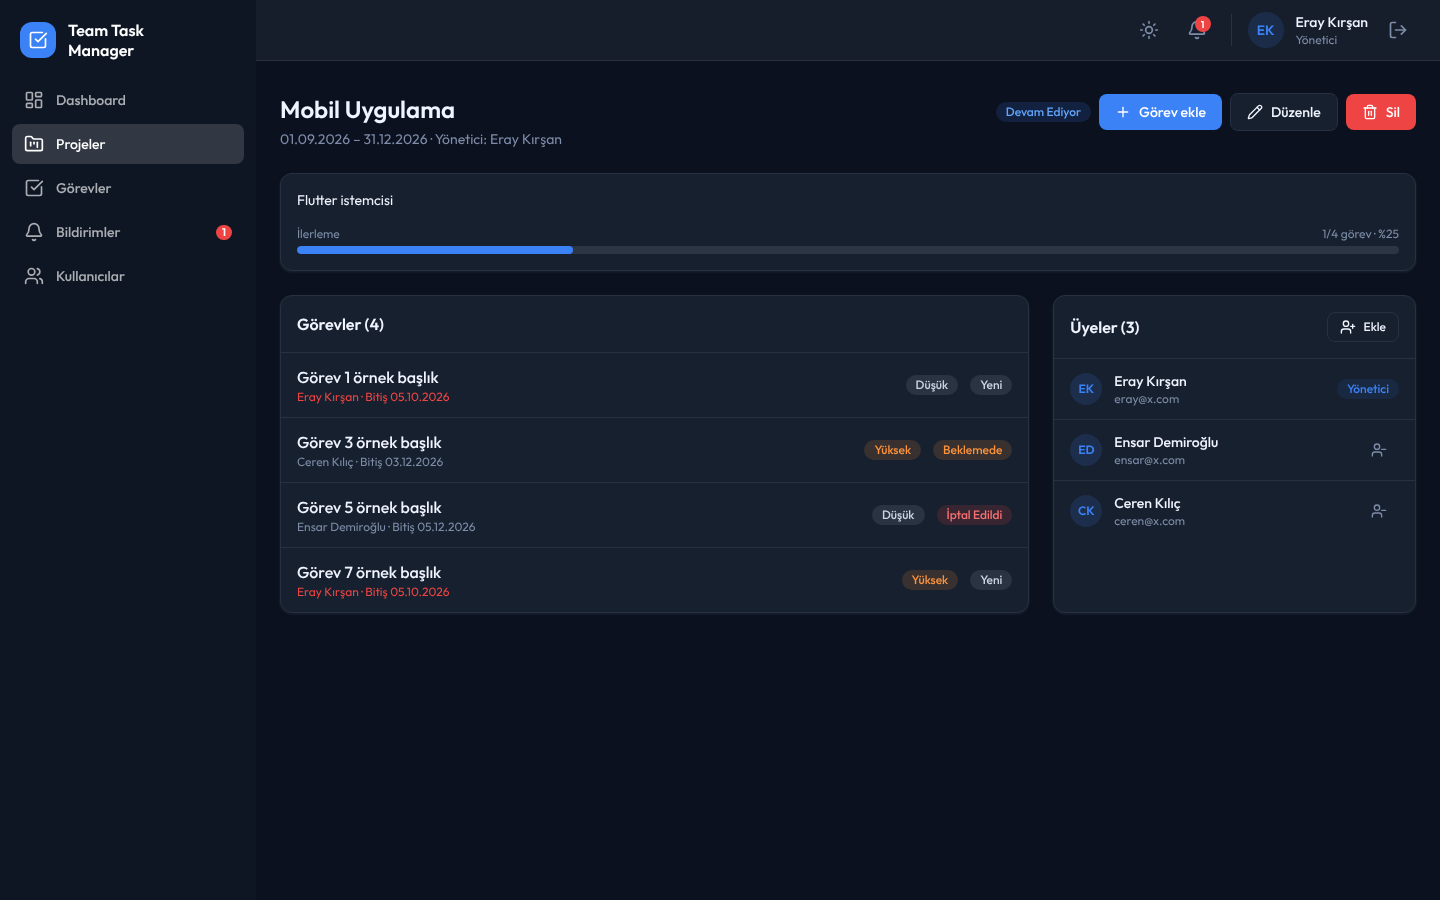 Team Task
Manager
Dashboard
Projeler
Görevler
Bildirimler
1
Kullanıcılar
1
EK
Eray Kırşan
Yönetici
Mobil Uygulama
01.09.2026 – 31.12.2026 · Yönetici: Eray Kırşan
Devam Ediyor
Görev ekle
Düzenle
Sil
Flutter istemcisi
İlerleme
1/4 görev · %25
Görevler (4)
Görev 1 örnek başlık
Eray Kırşan · Bitiş 05.10.2026
Düşük
Yeni
Görev 3 örnek başlık
Ceren Kılıç · Bitiş 03.12.2026
Yüksek
Beklemede
Görev 5 örnek başlık
Ensar Demiroğlu · Bitiş 05.12.2026
Düşük
İptal Edildi
Görev 7 örnek başlık
Eray Kırşan · Bitiş 05.10.2026
Yüksek
Yeni
Üyeler (3)
Ekle
EK
Eray Kırşan
eray@x.com
Yönetici
ED
Ensar Demiroğlu
ensar@x.com
CK
Ceren Kılıç
ceren@x.com